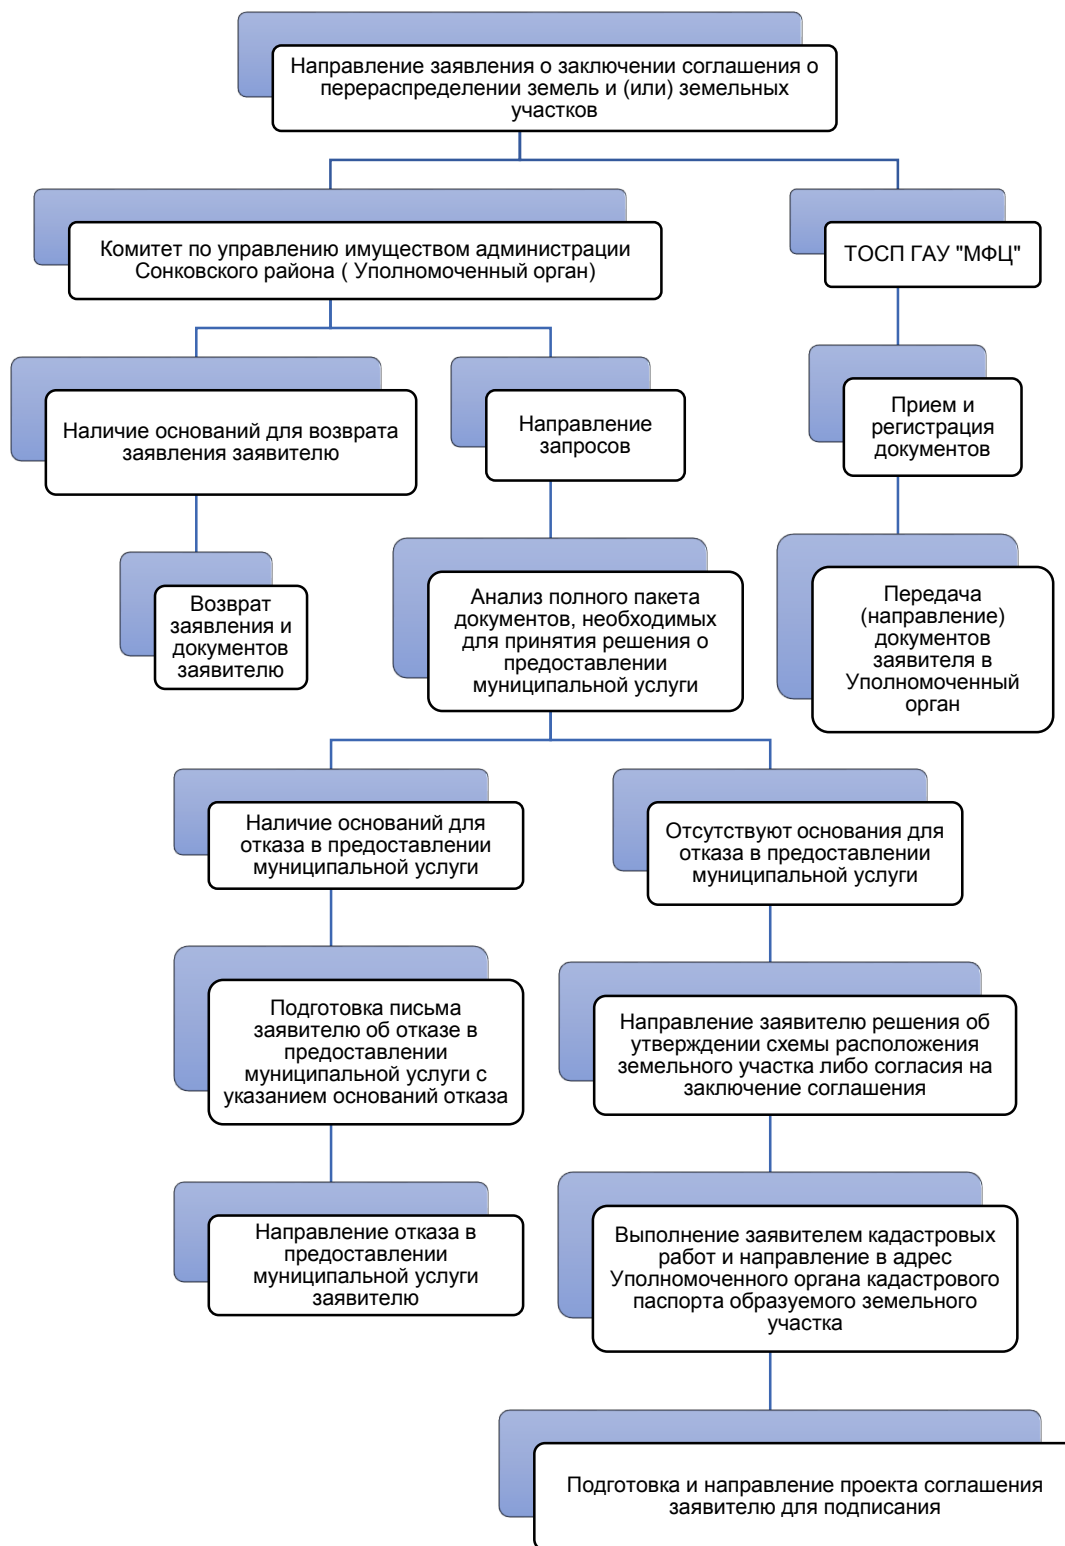 Направление заявления о заключении соглашения о
перераспределении земель и (или) земельных
участков
Комитет по управлению имуществом администрации
Сонковского района ( Уполномоченный орган)
ТОСП ГАУ "МФЦ"
Наличие оснований для возврата
заявления заявителю
Направление
запросов
Прием и
регистрация
документов
Возврат
заявления и
документов
заявителю
Анализ полного пакета
документов, необходимых
для принятия решения о
предоставлении
муниципальной услуги
Передача
(направление)
документов
заявителя в
Уполномоченный
орган
Наличие оснований для
отказа в предоставлении
муниципальной услуги
Отсутствуют основания для
отказа в предоставлении
муниципальной услуги
Подготовка письма
заявителю об отказе в
предоставлении
муниципальной услуги с
указанием оснований отказа
Направление заявителю решения об
утверждении схемы расположения
земельного участка либо согласия на
заключение соглашения
Направление отказа в
предоставлении
муниципальной услуги
заявителю
Выполнение заявителем кадастровых
работ и направление в адрес
Уполномоченного органа кадастрового
паспорта образуемого земельного
участка
Подготовка и направление проекта соглашения
заявителю для подписания